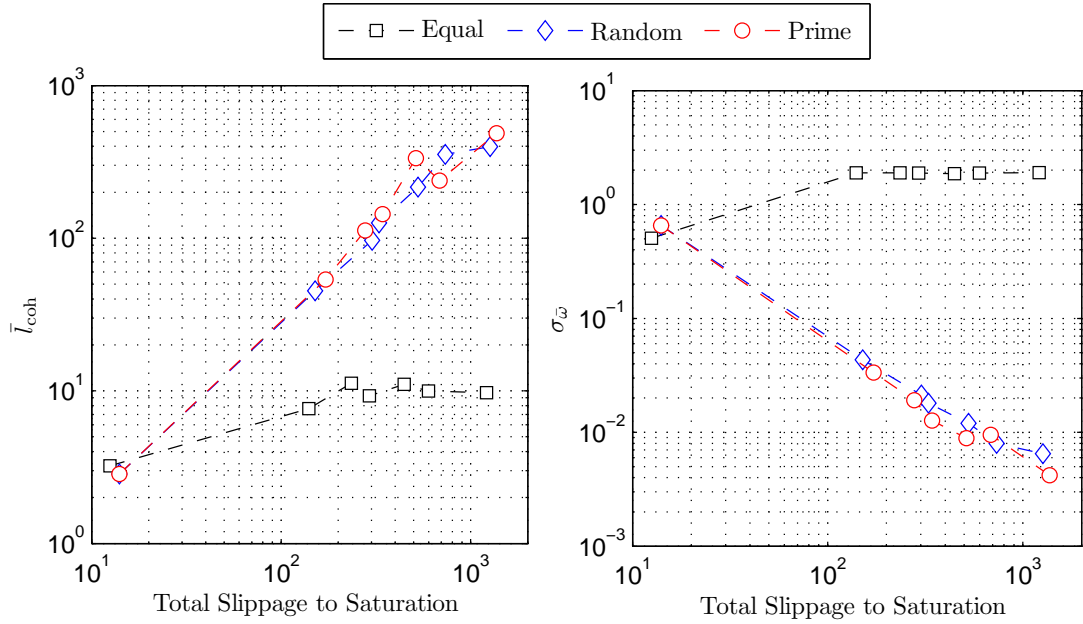 Equal Random Prime
10^3
10^2
10^1
10^0
10^1 10^2 10^3
l̄_coh
Total Slippage to Saturation
10^1
10^0
10^−1
10^−2
10^−3
10^1 10^2 10^3
σ_ω̄
Total Slippage to Saturation